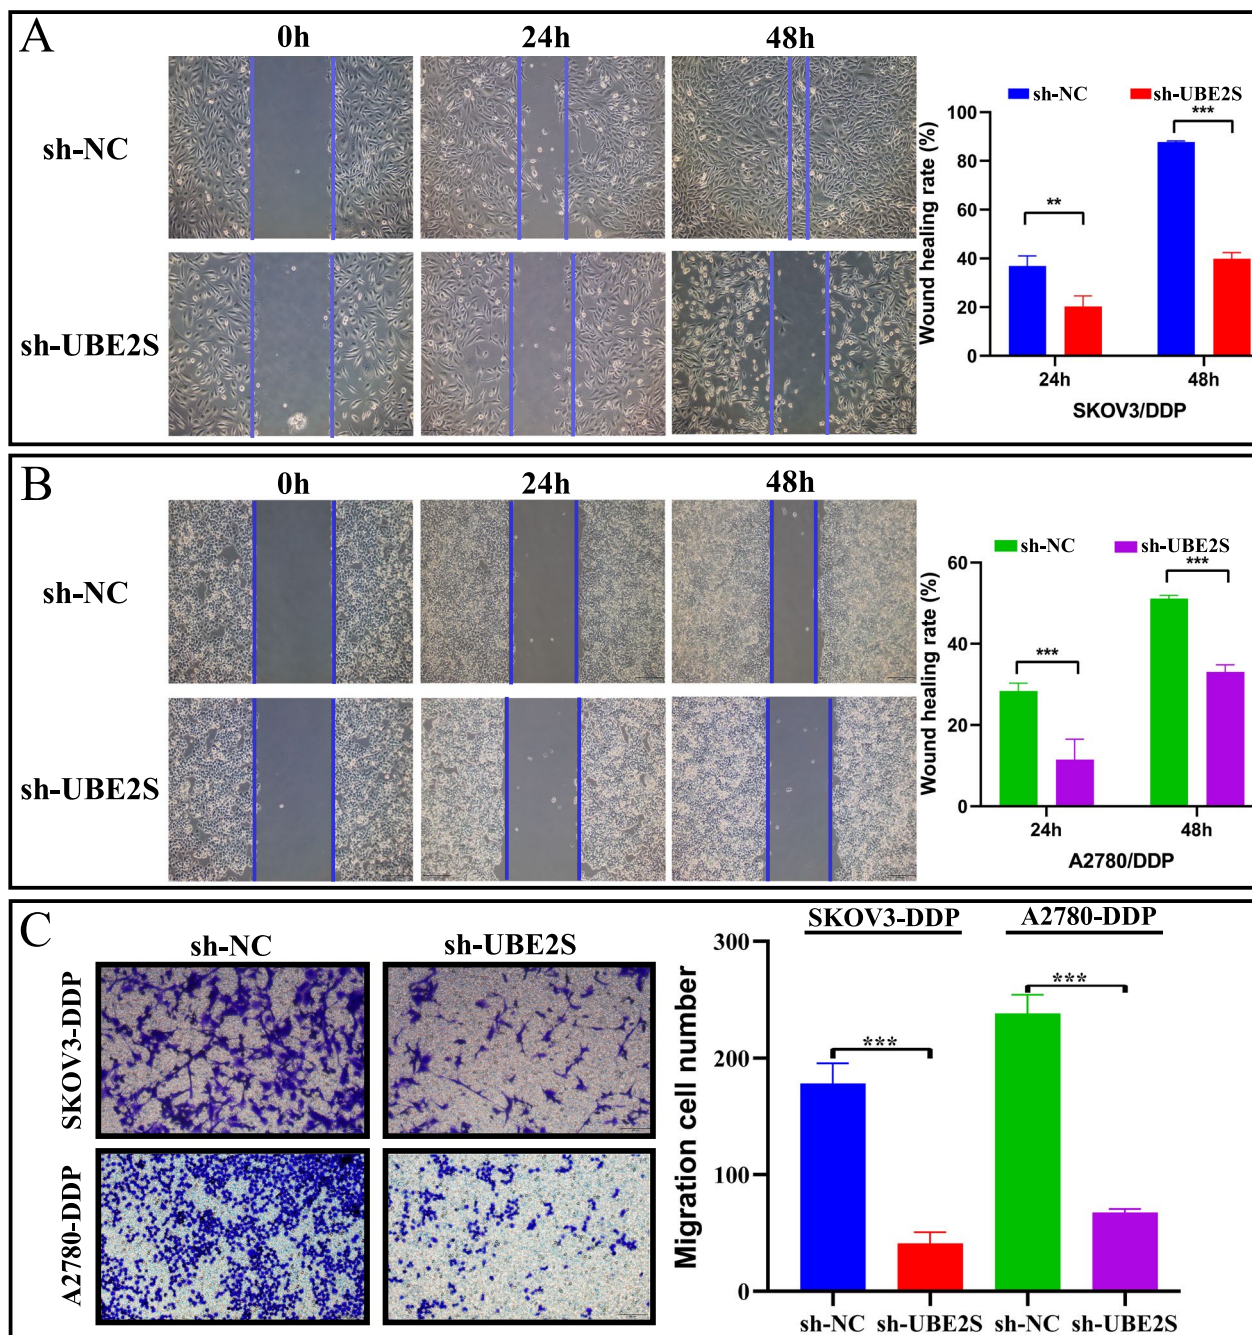 A
0h 24h 48h
sh-NC
sh-UBE2S
sh-NC sh-UBE2S
Wound healing rate (%)
100
80
60
40
20
0
**
***
24h 48h
SKOV3/DDP
B
0h 24h 48h
sh-NC
sh-UBE2S
sh-NC sh-UBE2S
Wound healing rate (%)
60
40
20
0
***
***
24h 48h
A2780/DDP
C
sh-NC sh-UBE2S
SKOV3-DDP
A2780-DDP
SKOV3-DDP A2780-DDP
Migration cell number
300
200
100
0
***
***
sh-NC sh-UBE2S sh-NC sh-UBE2S